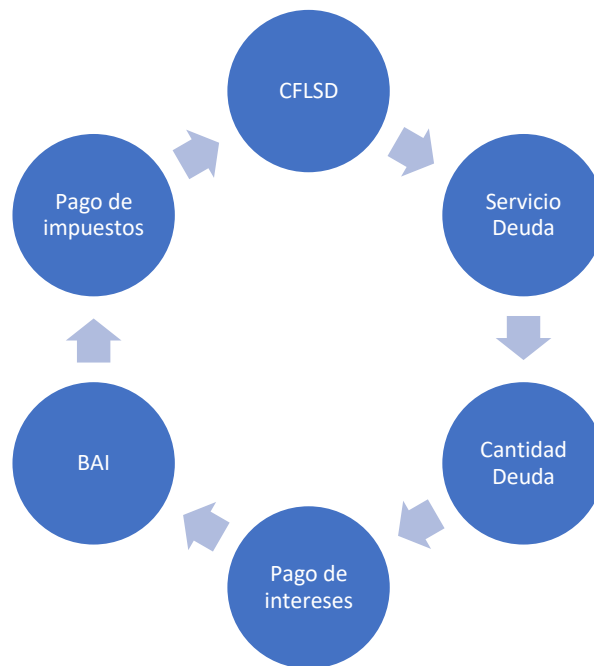 CFLSD
Servicio
Deuda
Cantidad
Deuda
Pago de
intereses
BAI
Pago de
impuestos